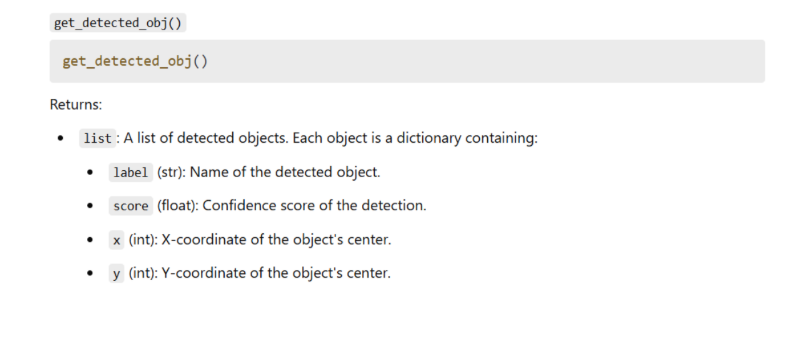 get_detected_obj()
get_detected_obj()
Returns:
• list: A list of detected objects. Each object is a dictionary containing:
• label (str): Name of the detected object.
• score (float): Confidence score of the detection.
• x (int): X-coordinate of the object's center.
• y (int): Y-coordinate of the object's center.